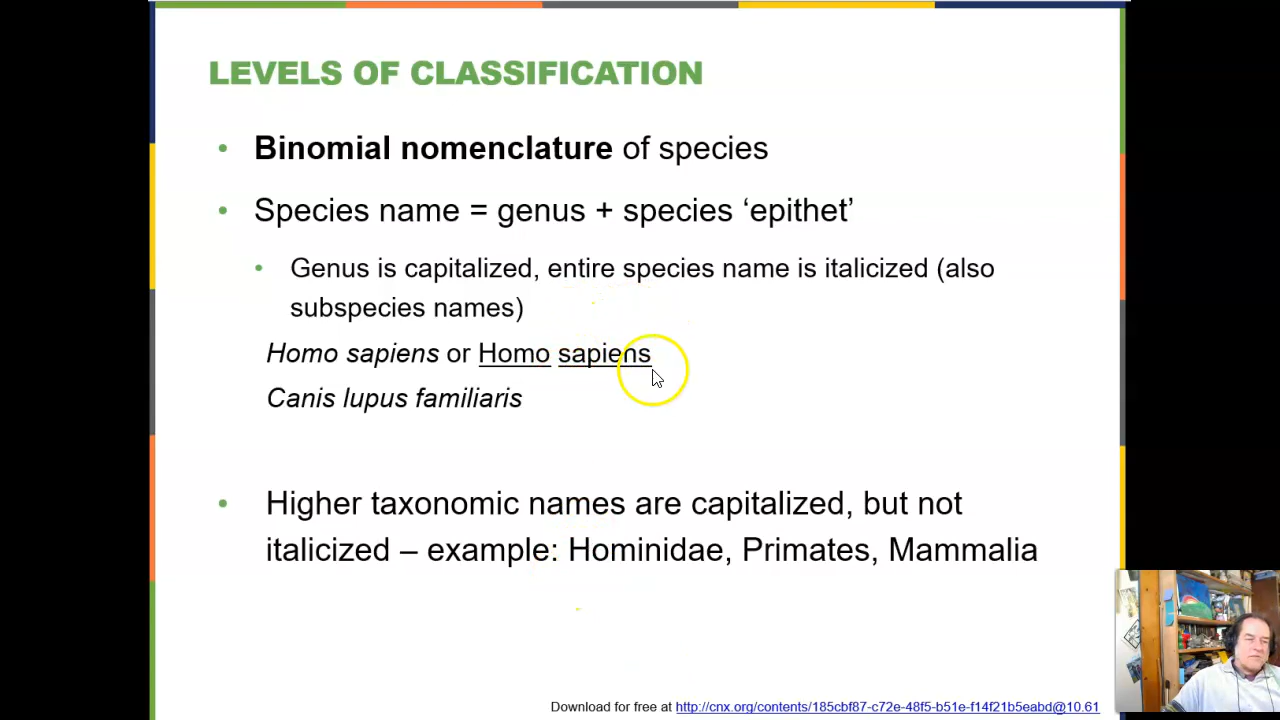 LEVELS OF CLASSIFICATION
• Binomial nomenclature of species
• Species name = genus + species ‘epithet’
• Genus is capitalized, entire species name is italicized (also
subspecies names)
Homo sapiens or Homo sapiens
Canis lupus familiaris
• Higher taxonomic names are capitalized, but not
italicized – example: Hominidae, Primates, Mammalia
Download for free at http://cnx.org/contents/185cbf87-c72e-48f5-b51e-f14f21b5eabd@10.61